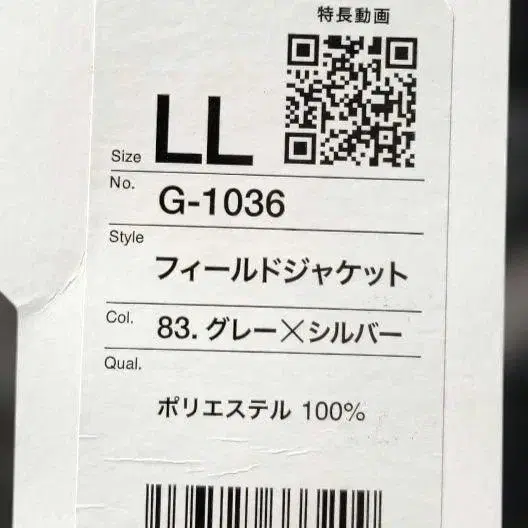 特長動画
Size LL
No. G-1036
Style
フィールドジャケット
Col. 83. グレー×シルバー
Qual.
ポリエステル 100%